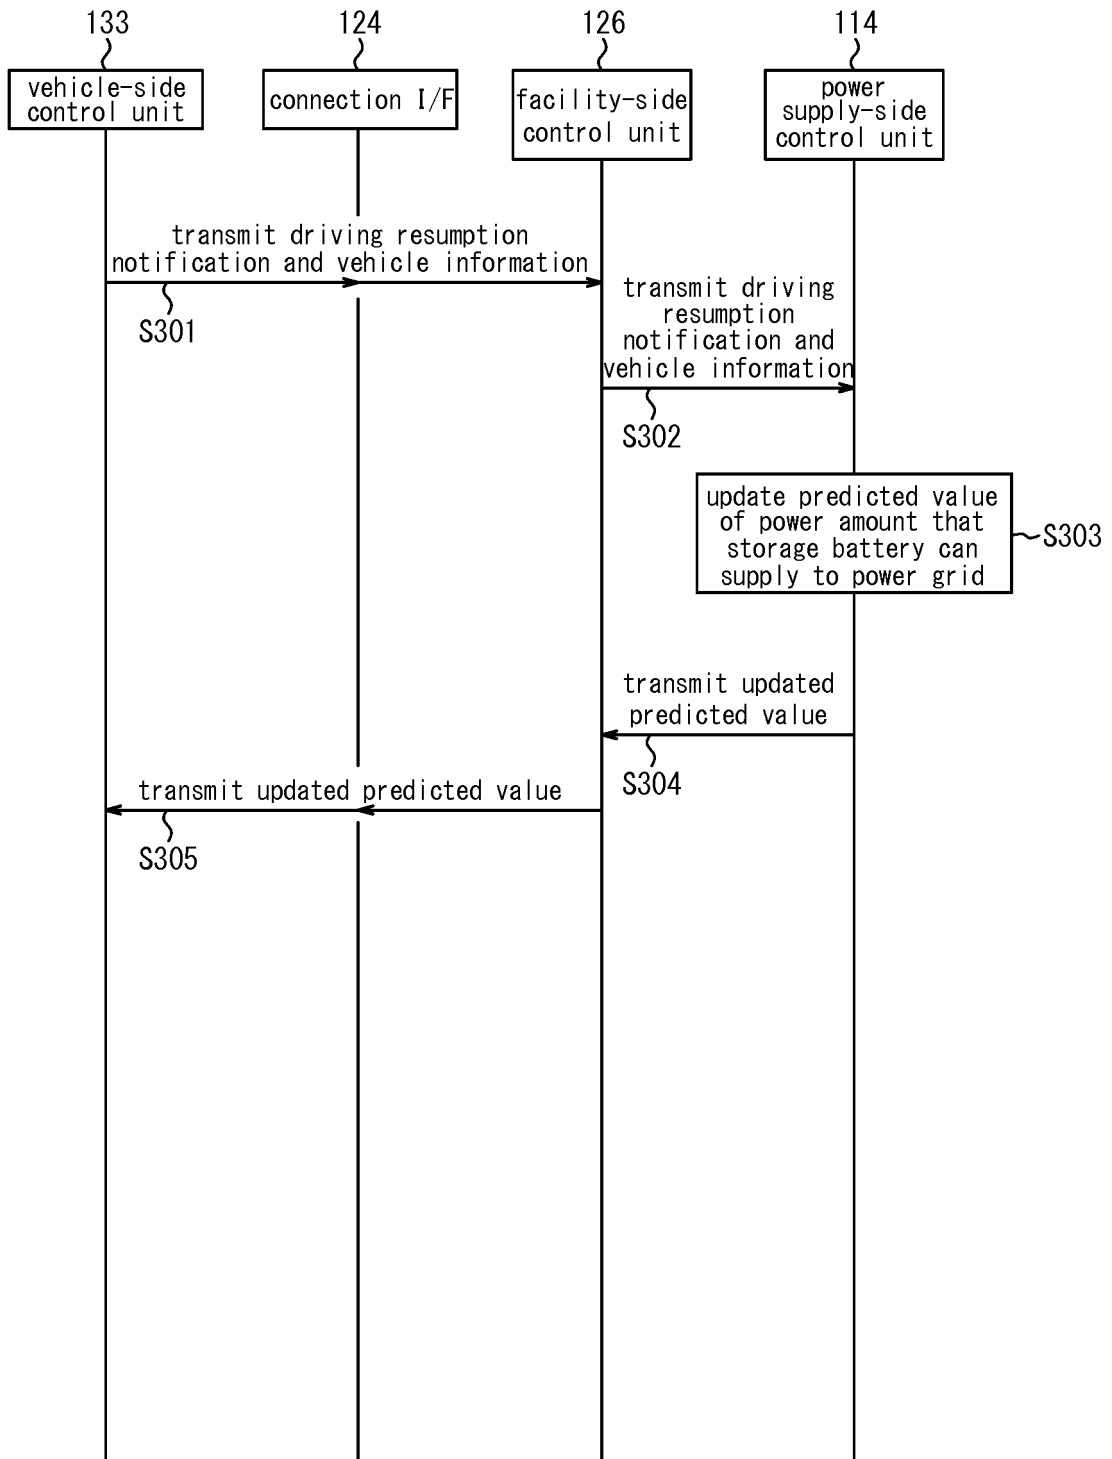 133
124
126
114
vehicle-side
control unit
connection I/F
facility-side
control unit
power
supply-side
control unit
transmit driving resumption
notification and vehicle information
S301
transmit driving
resumption
notification and
vehicle information
S302
update predicted value
of power amount that
storage battery can
supply to power grid
S303
transmit updated
predicted value
S304
transmit updated predicted value
S305